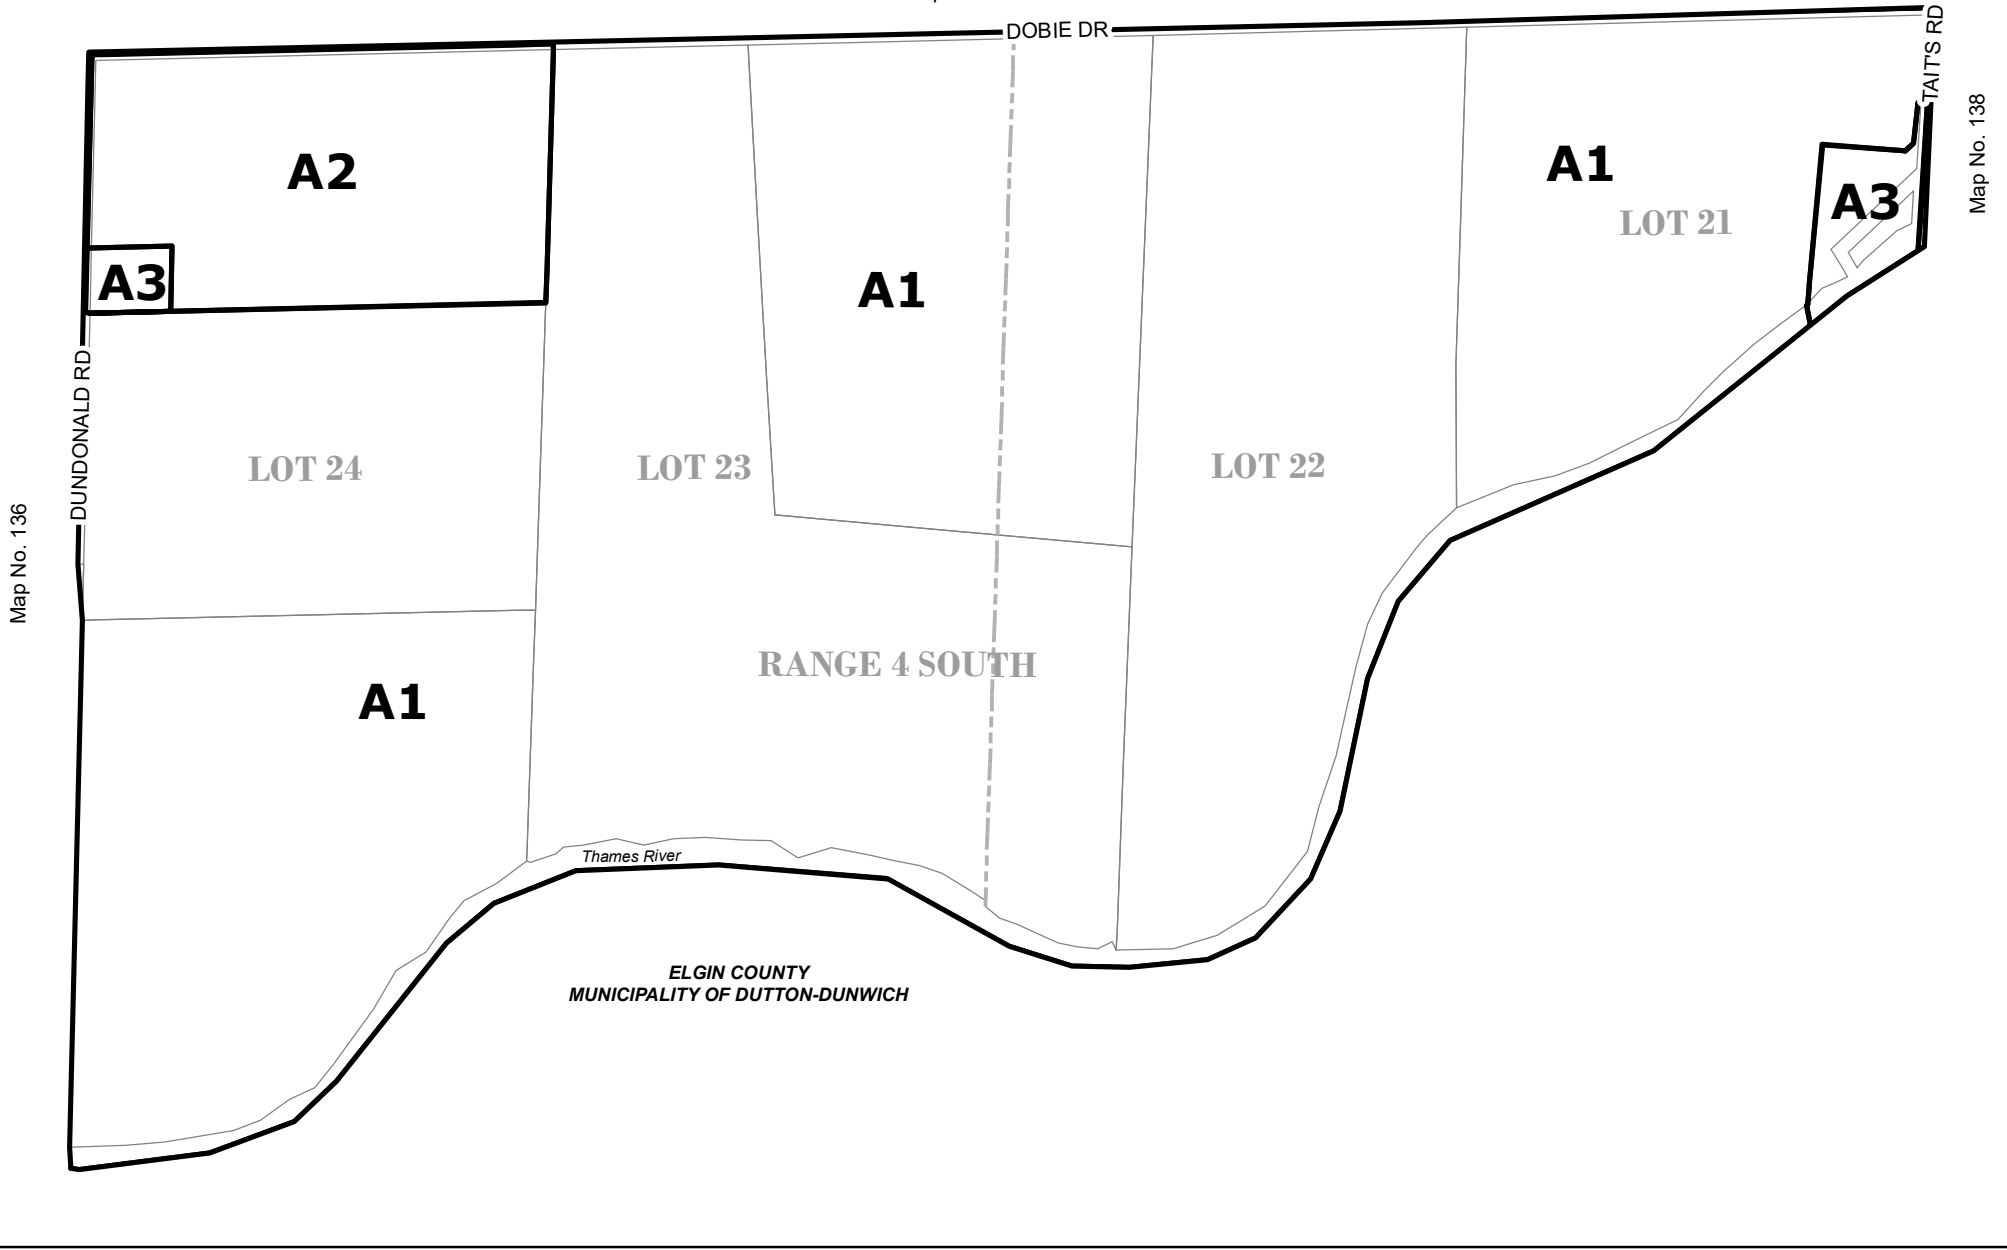 DOBIE DR
TAIT'S RD
Map No. 138
A2
A1
A3
LOT 21
A3
A1
DUNDONALD RD
LOT 24
LOT 23
LOT 22
Map No. 136
RANGE 4 SOUTH
A1
Thames River
ELGIN COUNTY
MUNICIPALITY OF DUTTON-DUNWICH